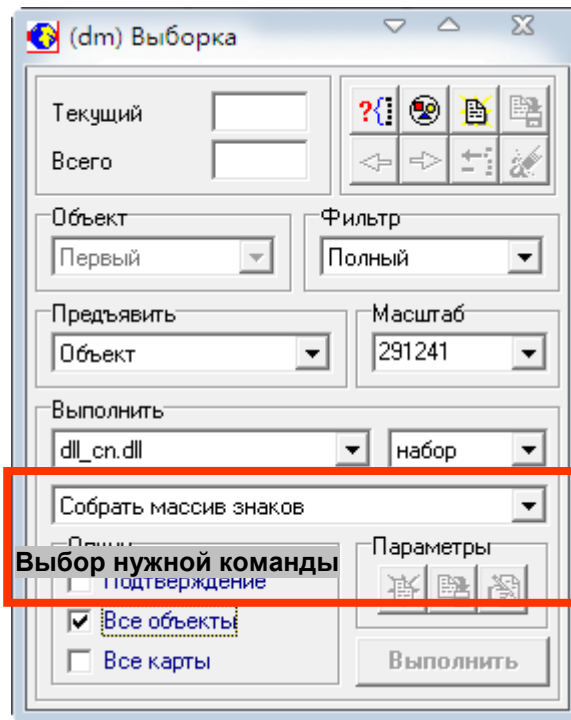 (dm) Выборка
Текущий
Всего
Объект
Фильтр
Первый
Полный
Предъявить
Масштаб
Объект
291241
Выполнить
dll_cn.dll
набор
Собрать массив знаков
Опции
Параметры
Выбор нужной команды
Подтверждение
Все объекты
Все карты
Выполнить